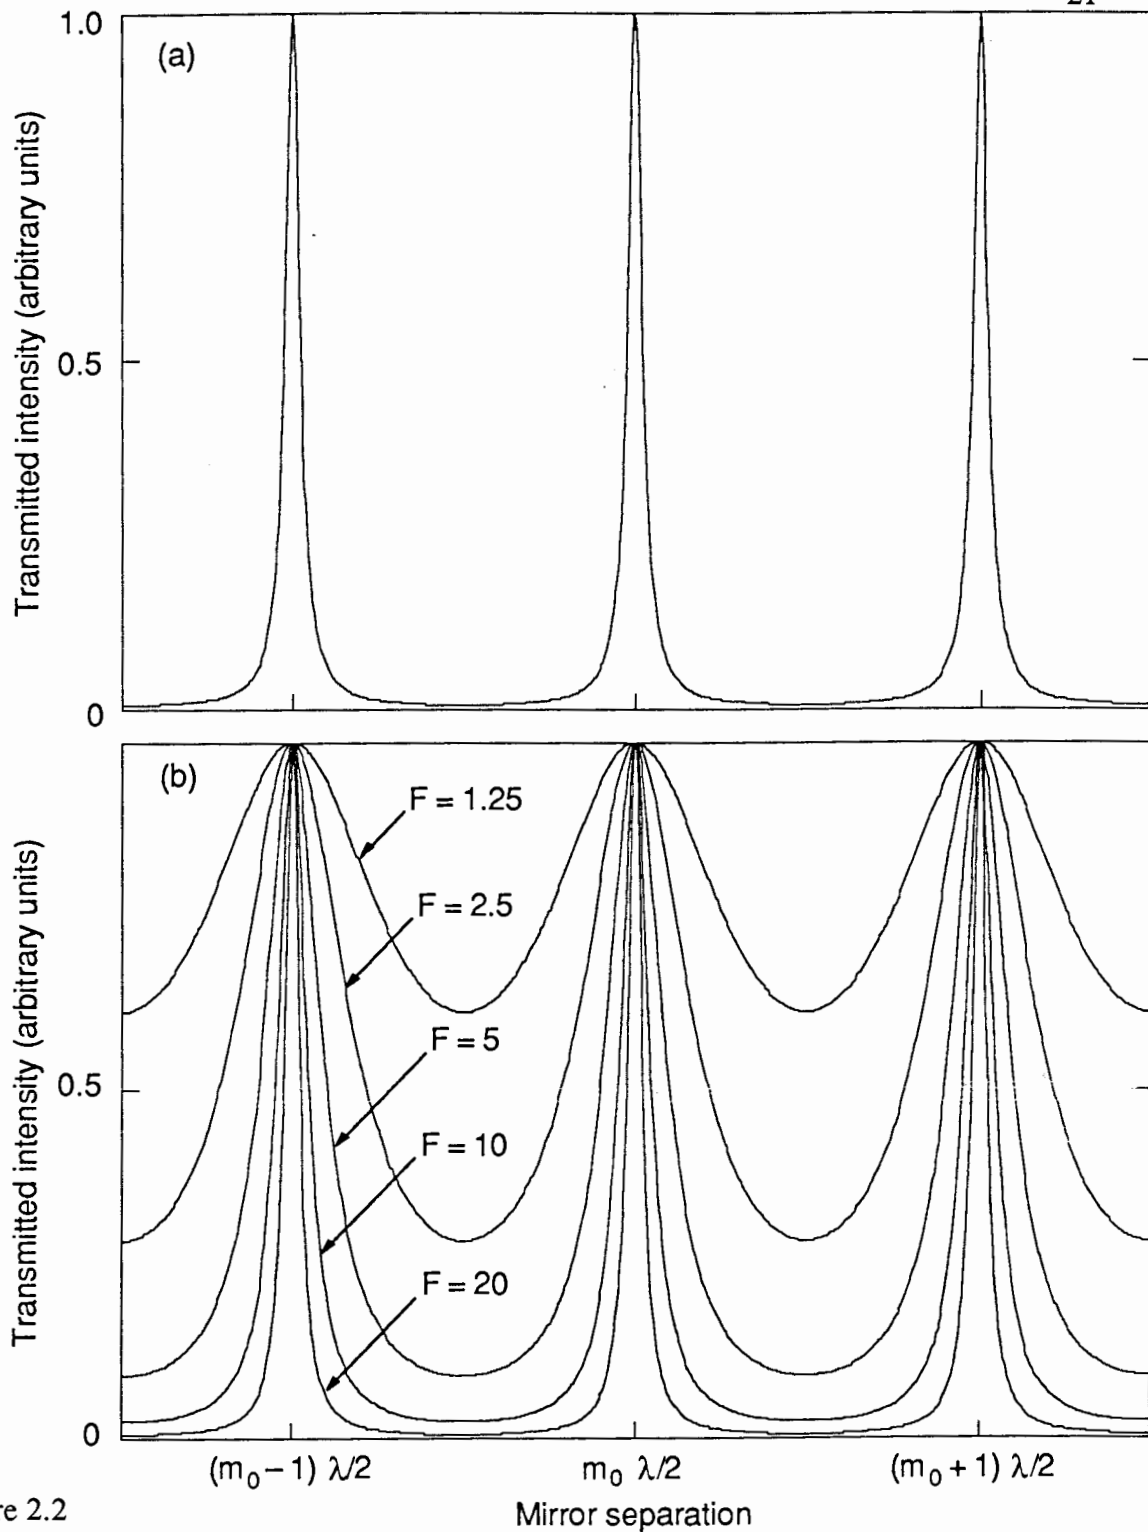 21
1.0
(a)
Transmitted intensity (arbitrary units)
0.5
0
(b)
F = 1.25
F = 2.5
Transmitted intensity (arbitrary units)
F = 5
0.5
F = 10
F = 20
0
(m₀ − 1) λ/2
m₀ λ/2
(m₀ + 1) λ/2
Mirror separation
re 2.2